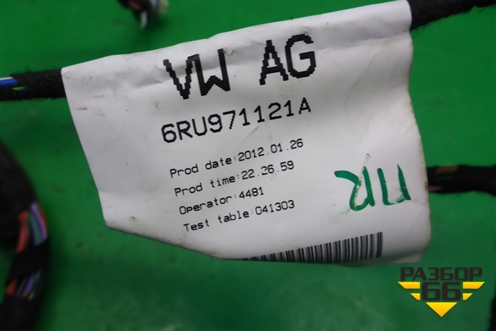 VW AG
6RU971121A
Prod date:2012.01.26
Prod time:22.26.59
Operator:4481
Test table:041303
ПП
РАЗБОР
66